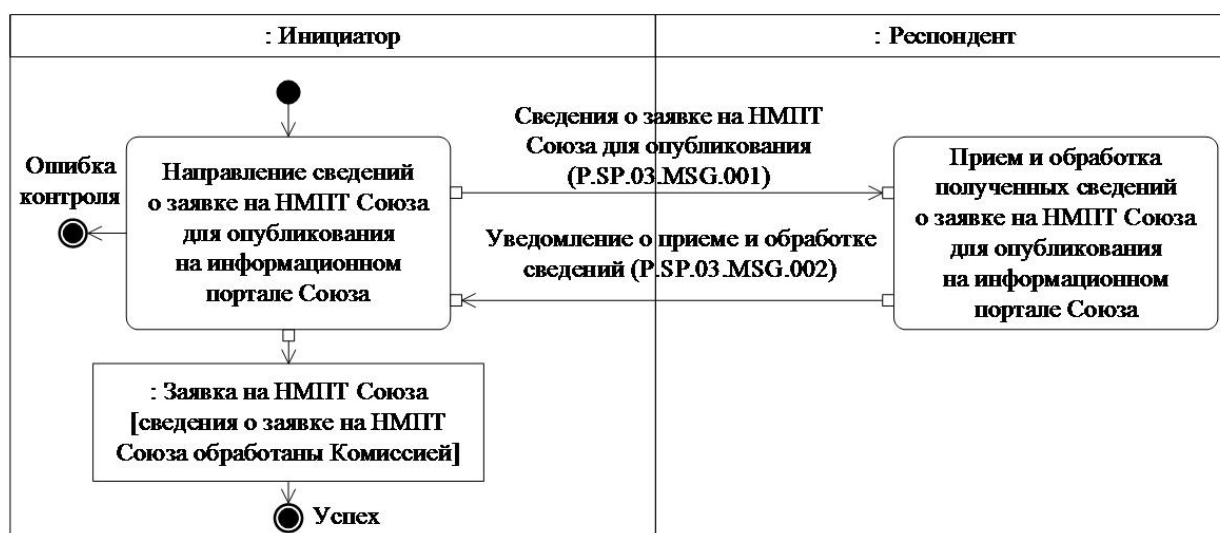 : Инициатор
: Респондент
Ошибка
контроля
Направление сведений
о заявке на НМПТ Союза
для опубликования
на информационном
портале Союза
Сведения о заявке на НМПТ
Союза для опубликования
(P.SP.03.MSG.001)
Уведомление о приеме и обработке
сведений (P.SP.03.MSG.002)
Прием и обработка
полученных сведений
о заявке на НМПТ Союза
для опубликования
на информационном
портале Союза
: Заявка на НМПТ Союза
[сведения о заявке на НМПТ
Союза обработаны Комиссией]
Успех